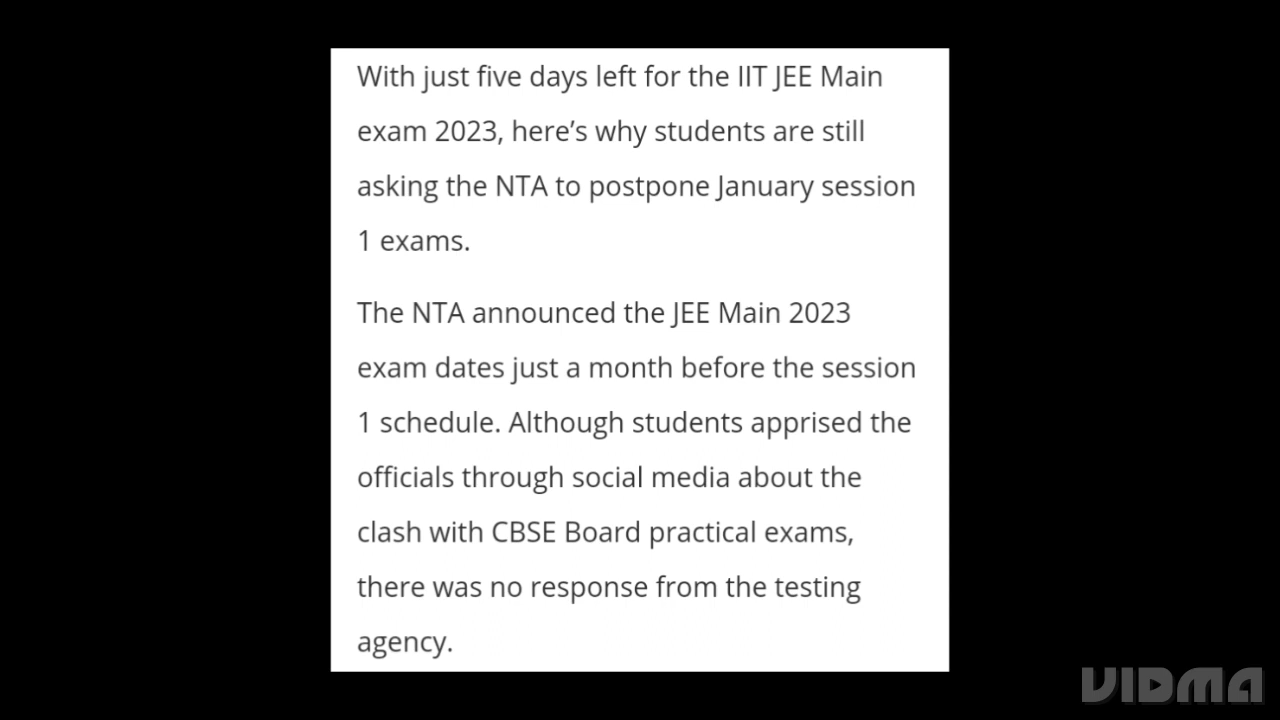 With just five days left for the IIT JEE Main
exam 2023, here’s why students are still
asking the NTA to postpone January session
1 exams.
The NTA announced the JEE Main 2023
exam dates just a month before the session
1 schedule. Although students apprised the
officials through social media about the
clash with CBSE Board practical exams,
there was no response from the testing
agency.
VIDMA